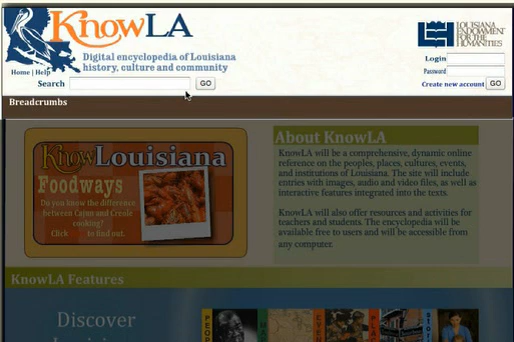 KnowLA
Digital encyclopedia of Louisiana
history, culture and community
LOUISIANA
ENDOWMENT
FOR THE
HUMANITIES
Home | Help
Search
GO
Login
Password
Create new account
GO
Breadcrumbs
KnowLouisiana
Foodways
Do you know the difference
between Cajun and Creole
cooking?
Click to find out.
About KnowLA
KnowLA will be a comprehensive, dynamic online
reference on the peoples, places, cultures, events,
and institutions of Louisiana. The site will include
entries with images, audio and video files, as well as
interactive features integrated into the texts.
KnowLA will also offer resources and activities for
teachers and students. The encyclopedia will be
available free to users and will be accessible from
any computer.
KnowLA Features
Discover